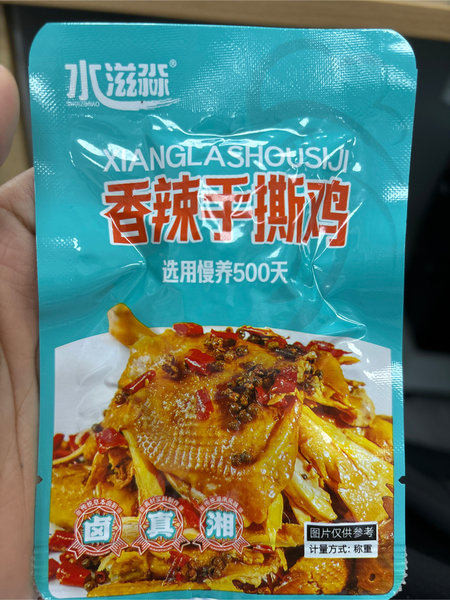 水滋淼®
SHUIZIMIAO
XIANGLASHOUSIJI
香辣手撕鸡
选用慢养500天
卤 真 湘
图片仅供参考
计量方式:称重